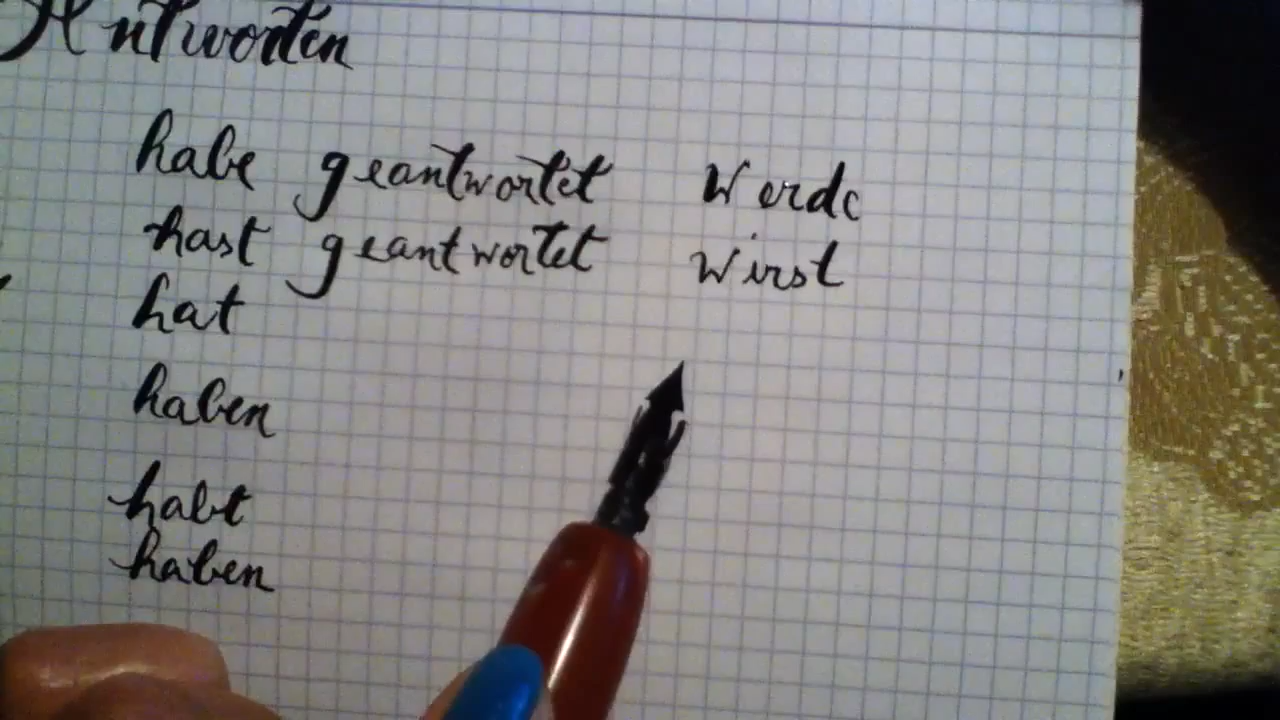 Antworten
habe geantwortet Werde
hast geantwortet Wirst
hat
haben
habt
haben